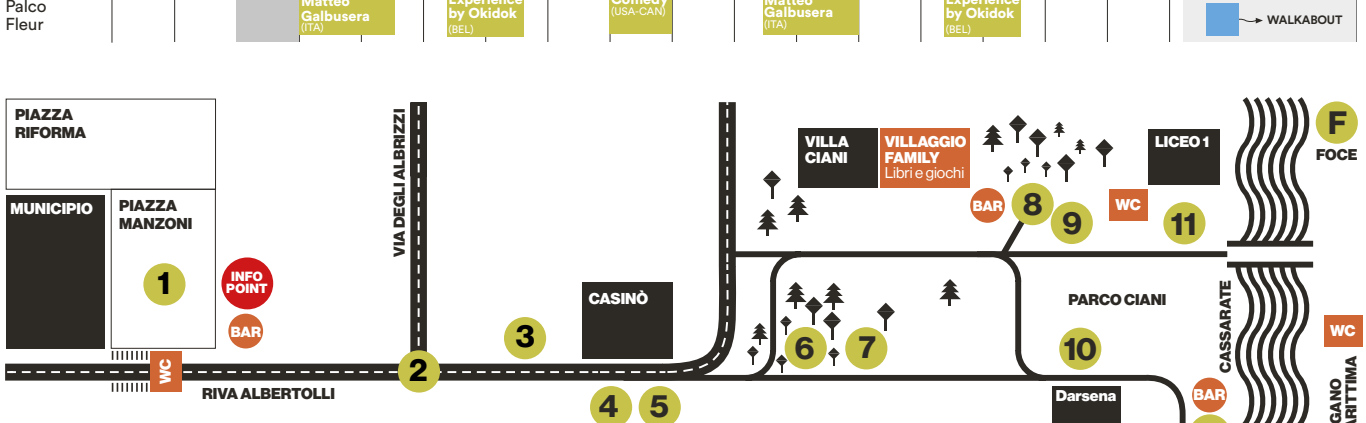 Palco
Fleur
Matteo
Galbusera
(ITA)
Experience
by Okidok
(BEL)
Comedy
(USA-CAN)
Matteo
Galbusera
(ITA)
Experience
by Okidok
(BEL)
WALKABOUT
PIAZZA
RIFORMA
MUNICIPIO
PIAZZA
MANZONI
1
INFO
POINT
BAR
WC
RIVA ALBERTOLLI
VIA DEGLI ALBRIZZI
2
3
CASINÒ
4
5
VILLA
CIANI
VILLAGGIO
FAMILY
Libri e giochi
BAR
8
9
WC
LICEO 1
11
F
FOCE
6
7
PARCO CIANI
10
Darsena
CASSARATE
BAR
WC